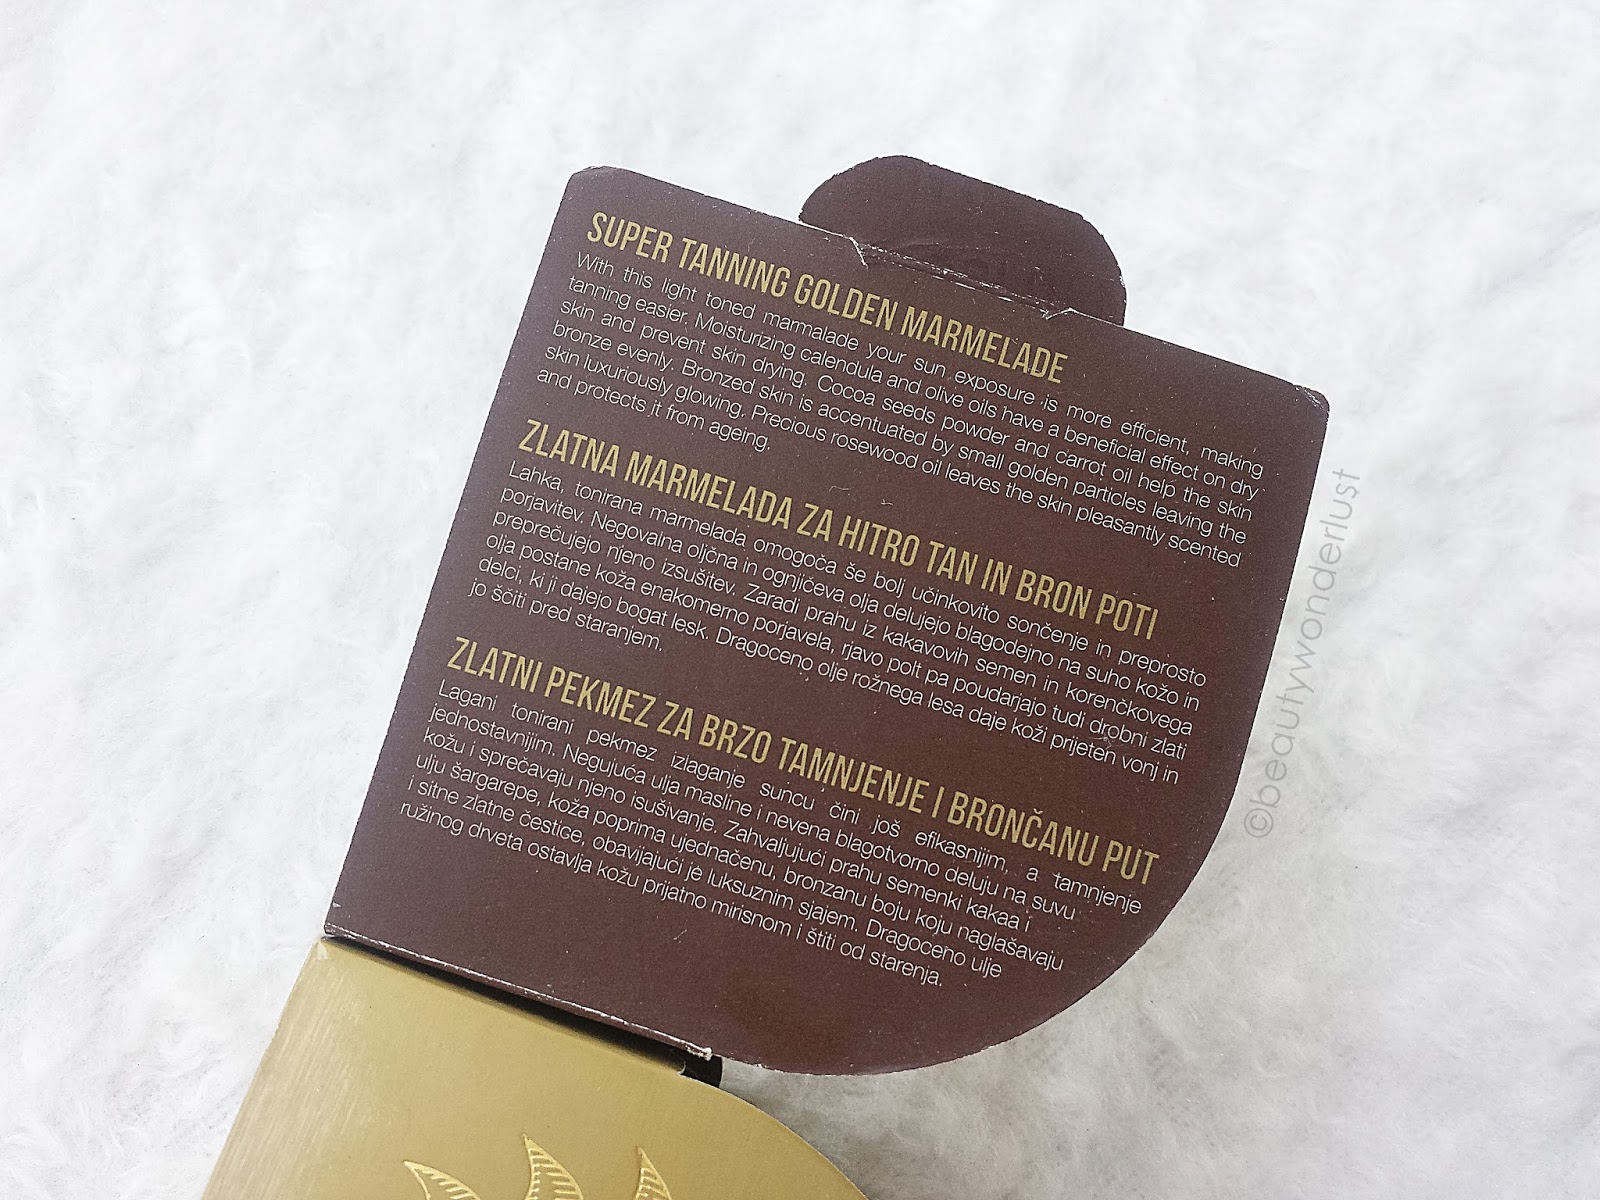 SUPER TANNING GOLDEN MARMELADE
With this light toned marmalade your sun exposure is more efficient, making
tanning easier. Moisturizing calendula and olive oils have a beneficial effect on dry
skin and prevent skin drying. Cocoa seeds powder and carrot oil help the skin
bronze evenly. Bronzed skin is accentuated by small golden particles leaving the
skin luxuriously glowing. Precious rosewood oil leaves the skin pleasantly scented
and protects it from ageing.
ZLATNA MARMELADA ZA HITRO TAN IN BRON POTI
Lahka, tonirana marmelada omogoča še bolj učinkovito sončenje in preprosto
porjavitev. Negovalna oljčna in ognjičeva olja delujejo blagodejno na suho kožo in
preprečujejo njeno izsušitev. Zaradi prahu iz kakavovih semen in korenčkovega
olja postane koža enakomerno porjavela, rjavo polt pa poudarjajo tudi drobni zlati
delci, ki ji dajejo bogat lesk. Dragoceno olje rožnega lesa daje koži prijeten vonj in
jo ščiti pred staranjem.
ZLATNI PEKMEZ ZA BRZO TAMNJENJE I BRONČANU PUT
Lagani tonirani pekmez izlaganje suncu čini još efikasnijim, a tamnjenje
jednostavnijim. Negujuća ulja masline i nevena blagotvorno deluju na suvu
kožu i sprečavaju njeno isušivanje. Zahvaljujući prahu semenki kakaa i
ulju šargarepe, koža poprima ujednačenu, bronzanu boju koju naglašavaju
i sitne zlatne čestice, obavijajući je luksuznim sjajem. Dragoceno ulje
ružinog drveta ostavlja kožu prijatno mirisnom i štiti od starenja.
©beautywonderlust